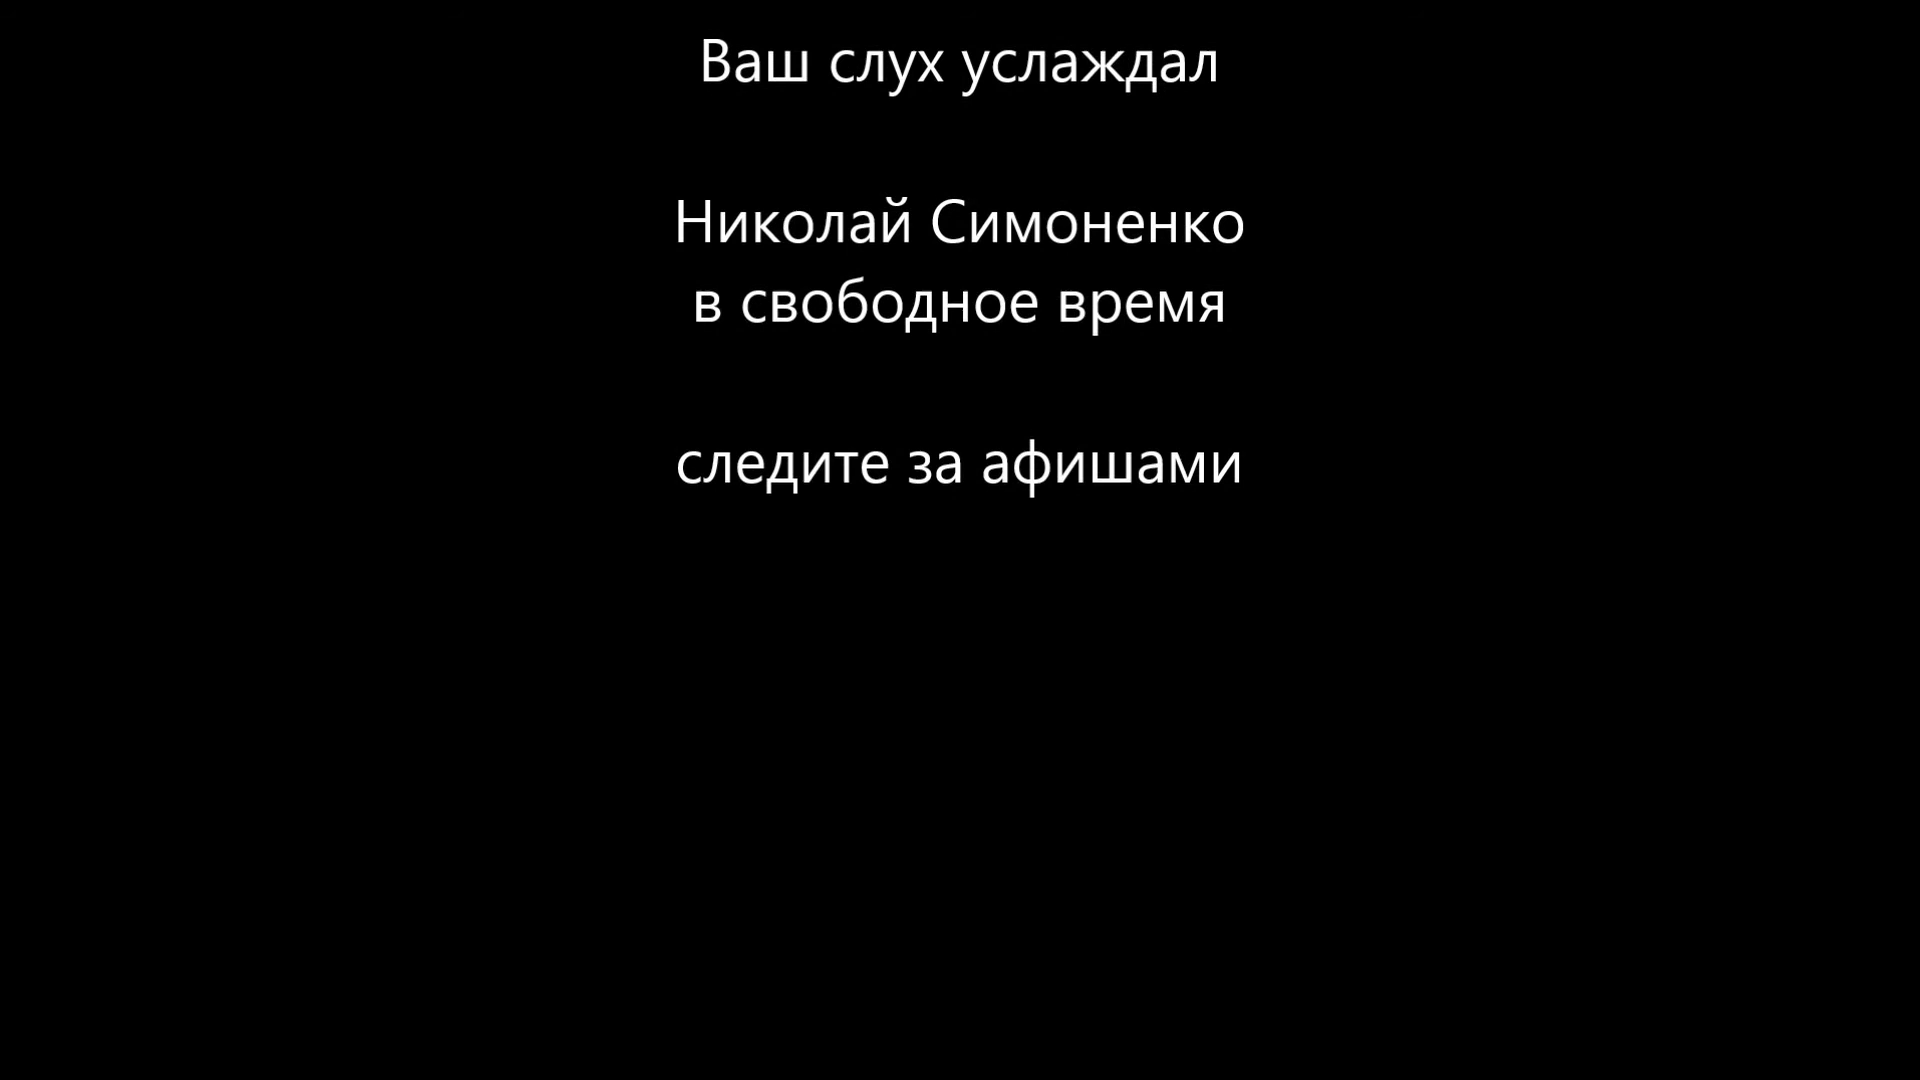 Ваш слух услаждал
Николай Симоненко
в свободное время
следите за афишами